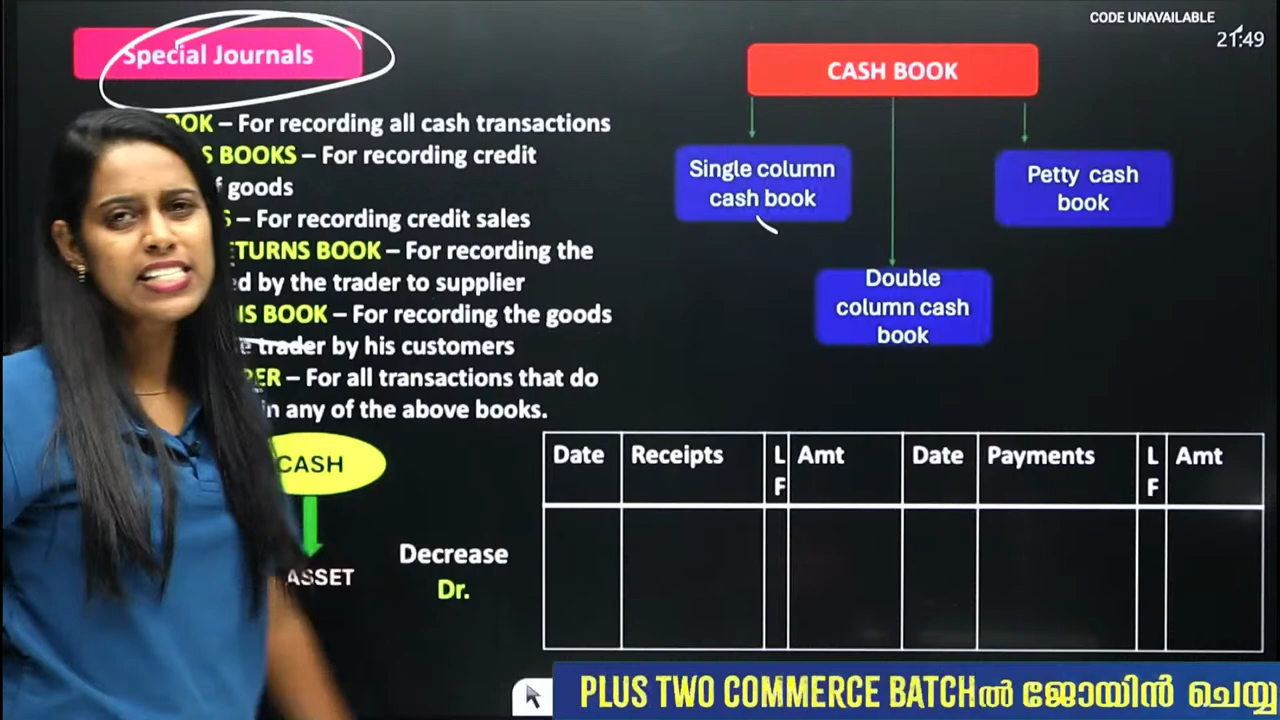 Special Journals
OOK – For recording all cash transactions
S BOOKS – For recording credit
f goods
S – For recording credit sales
ETURNS BOOK – For recording the
ed by the trader to supplier
NS BOOK – For recording the goods
e trader by his customers
PER – For all transactions that do
in any of the above books.
CASH
ASSET
Decrease
Dr.
CODE UNAVAILABLE
21:49
CASH BOOK
Single column
cash book
Petty cash
book
Double
column cash
book
Date Receipts L F Amt Date Payments L F Amt
PLUS TWO COMMERCE BATCHൽ ജോയിൻ ചെയ്യ